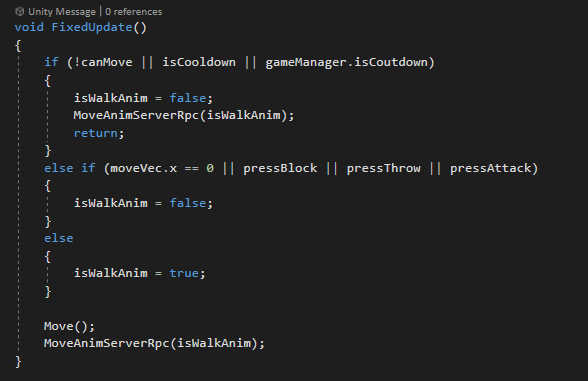 Unity Message | 0 references
void FixedUpdate()
{
if (!canMove || isCooldown || gameManager.isCoutdown)
{
isWalkAnim = false;
MoveAnimServerRpc(isWalkAnim);
return;
}
else if (moveVec.x == 0 || pressBlock || pressThrow || pressAttack)
{
isWalkAnim = false;
}
else
{
isWalkAnim = true;
}
Move();
MoveAnimServerRpc(isWalkAnim);
}